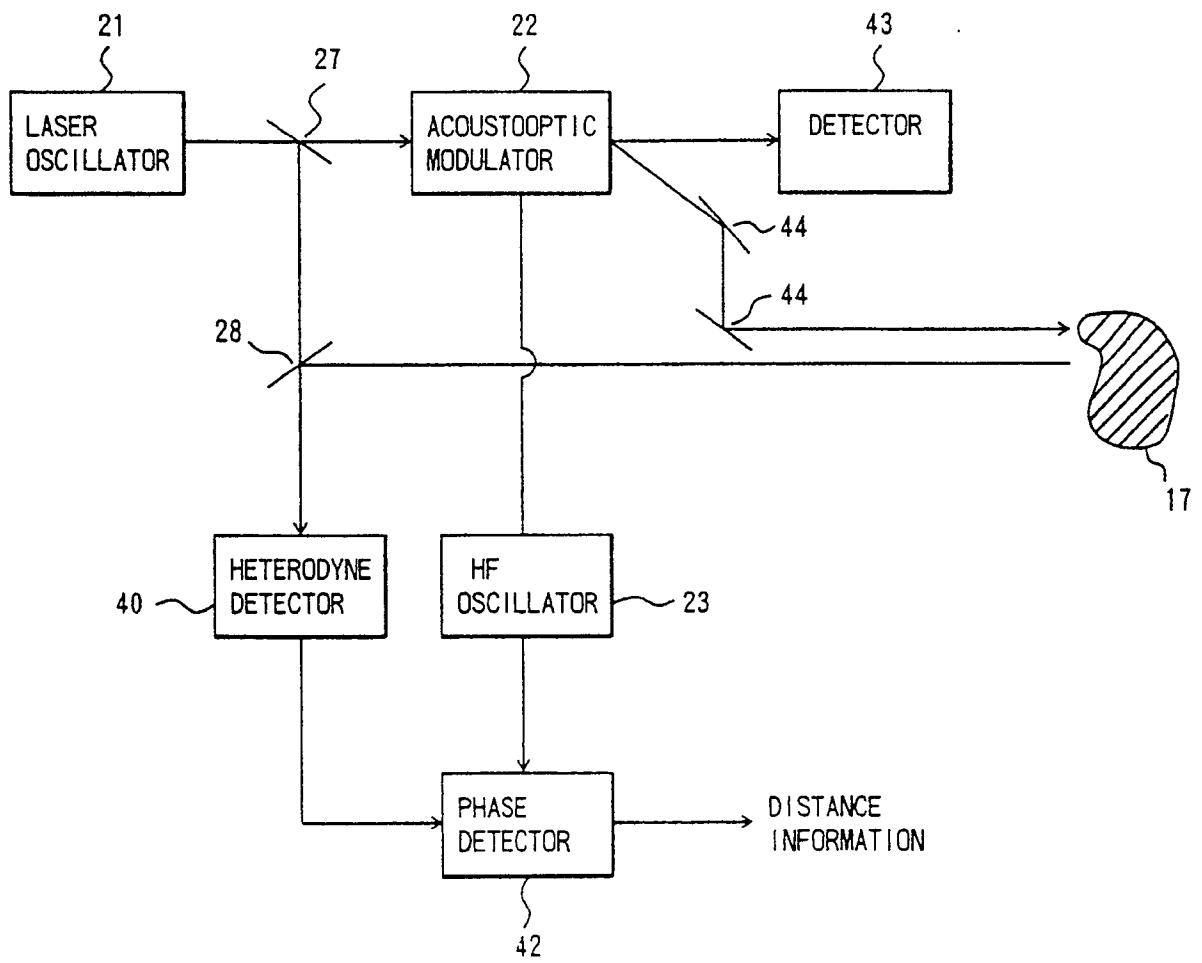 21
27
22
43
LASER
OSCILLATOR
ACOUSTOOPTIC
MODULATOR
DETECTOR
44
44
28
17
HETERODYNE
DETECTOR
40
HF
OSCILLATOR
23
PHASE
DETECTOR
DISTANCE
INFORMATION
42